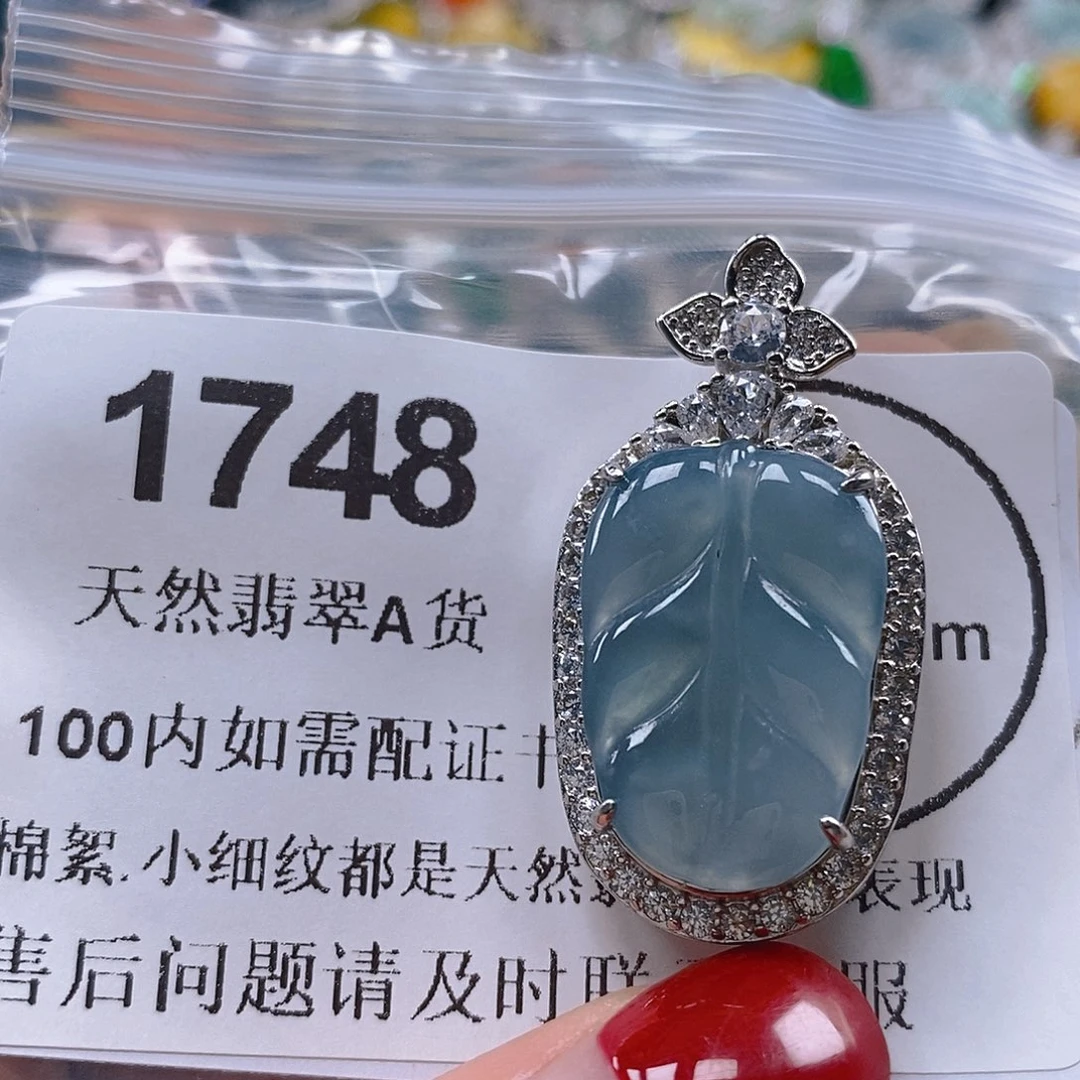 1748
天然翡翠A货
m
100内如需配证
棉絮.小细纹都是天然 表现
售后问题请及时联 服